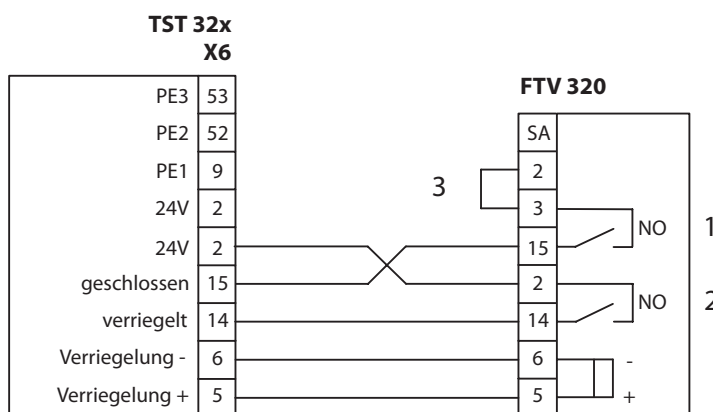 TST 32x
X6
FTV 320
PE3 53
PE2 52
PE1 9
24V 2
24V 2
geschlossen 15
verriegelt 14
Verriegelung - 6
Verriegelung + 5
3
SA
2
3
15
2
14
6
5
NO
1
NO
2
-
+